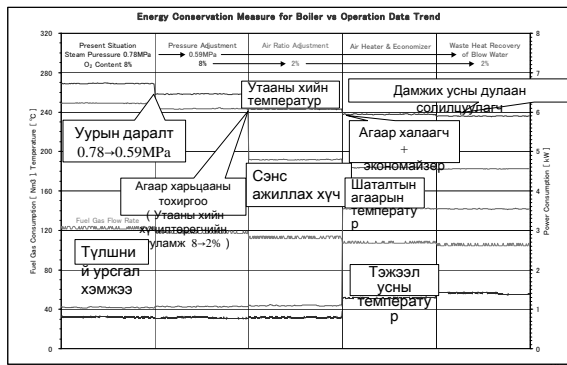 Energy Conservation Measure for Boiler vs Operation Data Trend
Present Situation
Steam Puressure 0.78MPa
O₂ Content 8%
Pressure Adjustment
0.59MPa
8%
Air Ratio Adjustment
2%
Air Heater & Economizer
Waste Heat Recovery
of Blow Water
2%
Fuel Gas Consumption [ Nm3 ] Temperature [ ℃ ]
Power Consumption [ kW ]
320
280
240
200
160
120
80
40
0
8
7
6
5
4
3
2
1
0
Утааны хийн
температур
Дамжих усны дулаан
солилцуулагч
Уурын даралт
0.78→0.59MPa
Агаар халаагч
+
экономайзер
Агаар харьцааны
тохиргоо
( Утааны хийн
хүчилтөрөгчийн
уламж 8→2% )
Сэнс
ажиллах хүч
Шаталтын
агаарын
температу
р
Fuel Gas Flow Rate
Түлшни
й урсгал
хэмжээ
Тэжээл
усны
температу
р